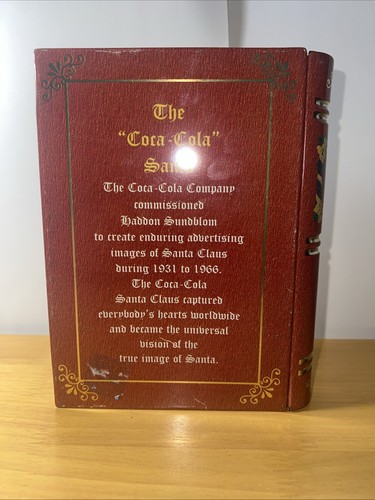 The
"Coca-Cola"
Santa
The Coca-Cola Company
commissioned
Haddon Sundblom
to create enduring advertising
images of Santa Claus
during 1931 to 1966.
The Coca-Cola
Santa Claus captured
everybody's hearts worldwide
and became the universal
vision of the
true image of Santa.